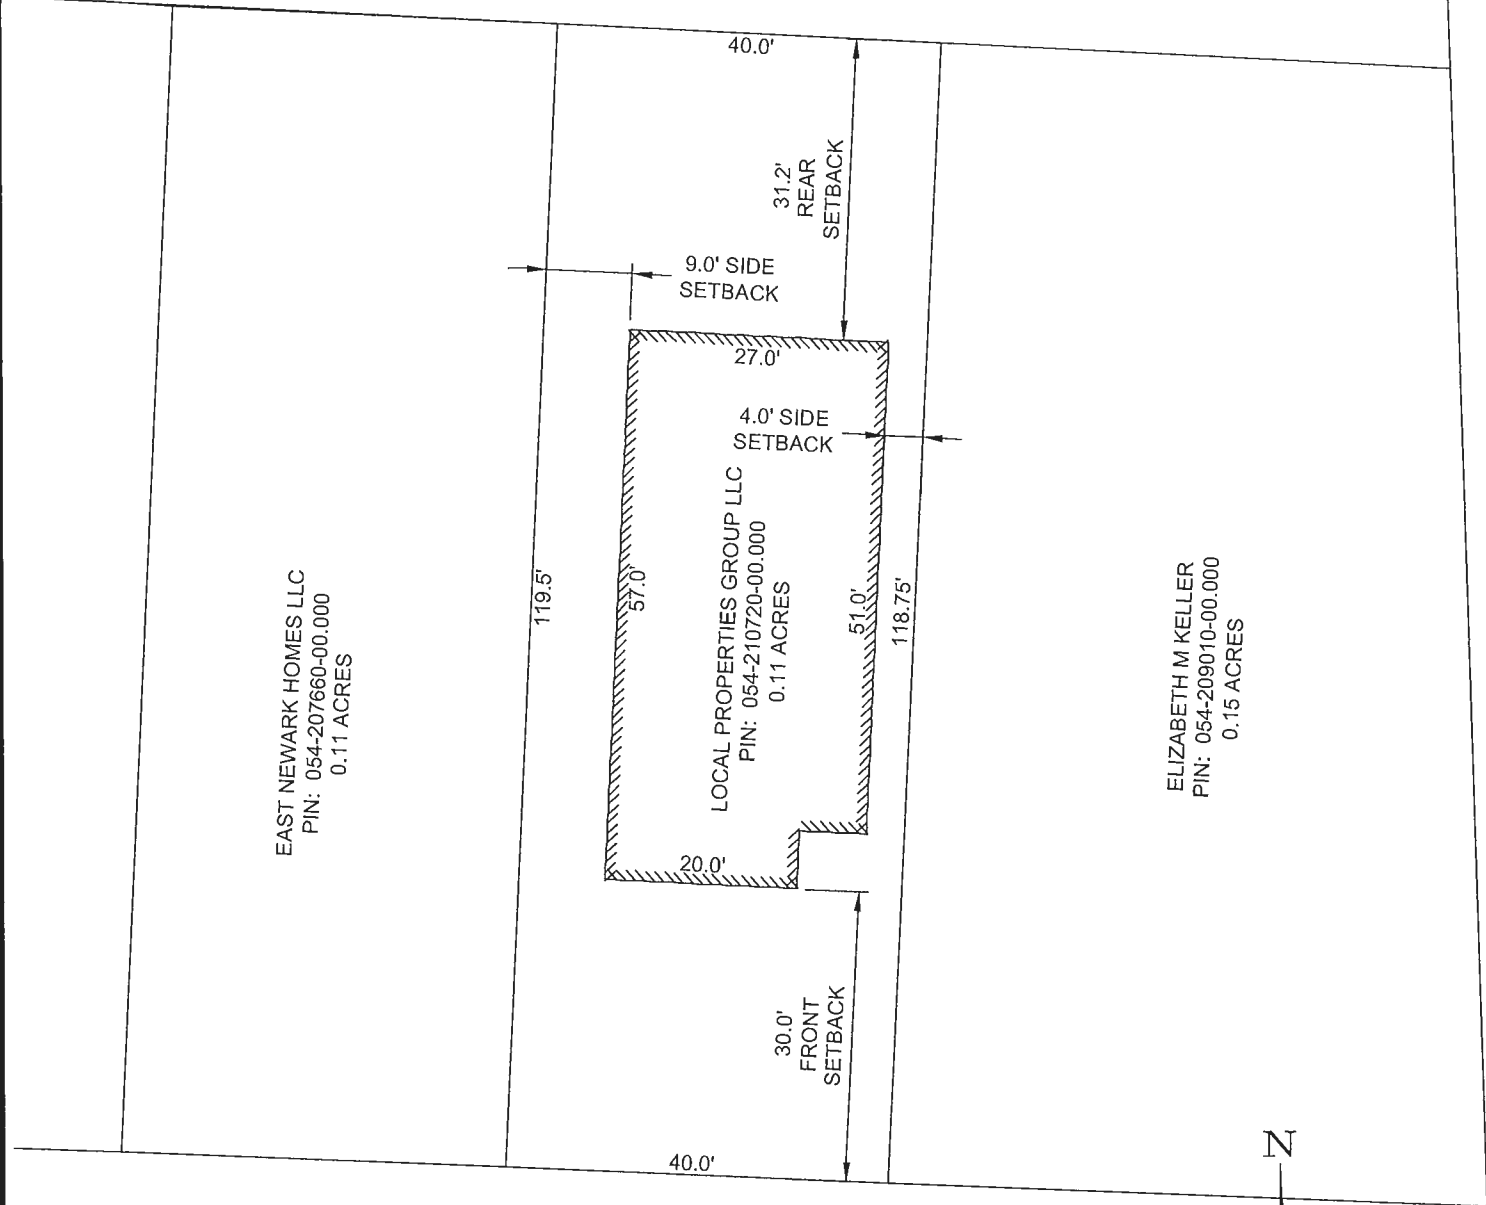 40.0'
31.2'
REAR
SETBACK
9.0' SIDE
SETBACK
27.0'
4.0' SIDE
SETBACK
EAST NEWARK HOMES LLC
PIN: 054-207660-00.000
0.11 ACRES
119.5'
57.0'
LOCAL PROPERTIES GROUP LLC
PIN: 054-210720-00.000
0.11 ACRES
51.0'
118.75'
ELIZABETH M KELLER
PIN: 054-209010-00.000
0.15 ACRES
20.0'
30.0'
FRONT
SETBACK
40.0'
N